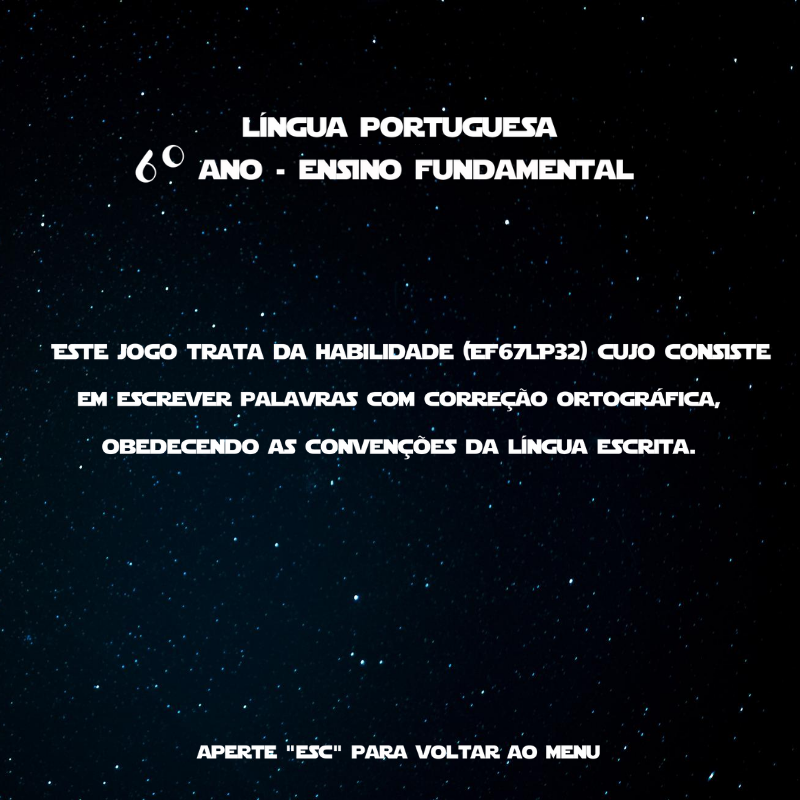 LÍNGUA PORTUGUESA
6º ANO - ENSINO FUNDAMENTAL
ESTE JOGO TRATA DA HABILIDADE (EF67LP32) CUJO CONSISTE
EM ESCREVER PALAVRAS COM CORREÇÃO ORTOGRÁFICA,
OBEDECENDO AS CONVENÇÕES DA LÍNGUA ESCRITA.
APERTE "ESC" PARA VOLTAR AO MENU